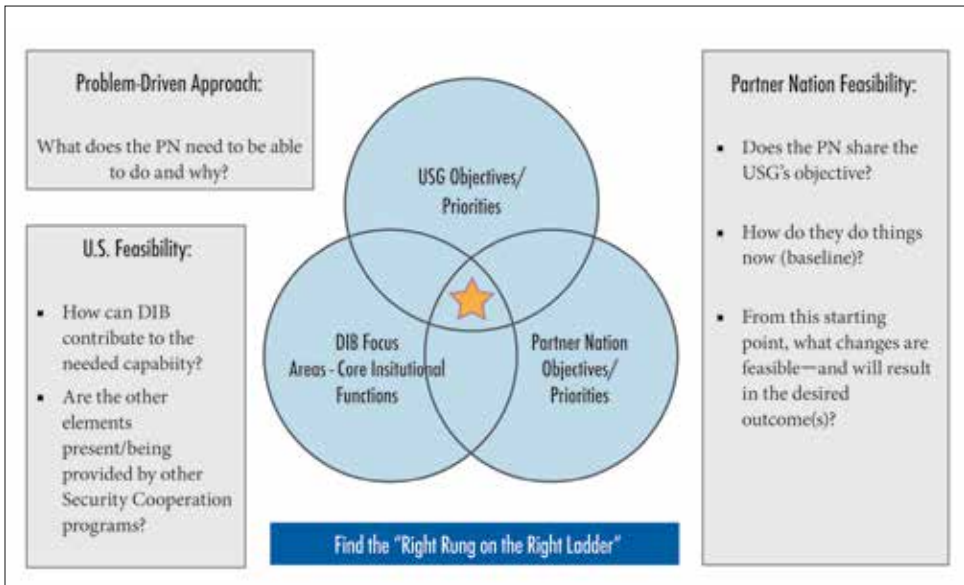 Problem-Driven Approach:
What does the PN need to be able
to do and why?
U.S. Feasibility:
▪ How can DIB
contribute to the
needed capabiity?
▪ Are the other
elements
present/being
provided by other
Security Cooperation
programs?
USG Objectives/
Priorities
DIB Focus
Areas - Core Insitutional
Functions
Partner Nation
Objectives/
Priorities
Find the "Right Rung on the Right Ladder"
Partner Nation Feasibility:
▪ Does the PN share the
USG's objective?
▪ How do they do things
now (baseline)?
▪ From this starting
point, what changes are
feasible—and will result
in the desired
outcome(s)?